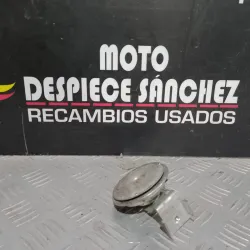 MOTO
DESPIECE SÁNCHEZ
RECAMBIOS USADOS